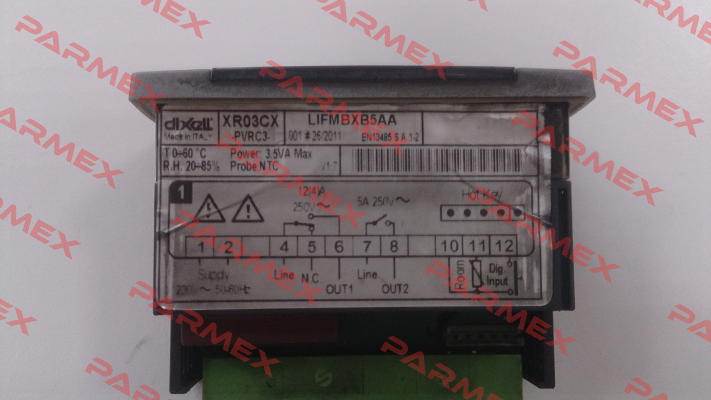 dixell
Made in ITALY
XR03CX
-PVRC3-
LIFMBXB5AA
001 # 26/2011 EN13485 S A 1-2
T 0÷60 °C
R.H. 20÷85%
Power: 3.5VA Max
Probe NTC V1-7
1
12(4)A
250V~
5A 250V~
Hot Key
1 2 4 5 6 7 8 10 11 12
Supply
230V~ 50-60Hz
Line
N.C
OUT1
Line
OUT2
Room
Dig.
Input
PARMEX
PARMEX
PARMEX
PARMEX
PARMEX
PARMEX
PARMEX
PARMEX
PARMEX
PARMEX
PARMEX